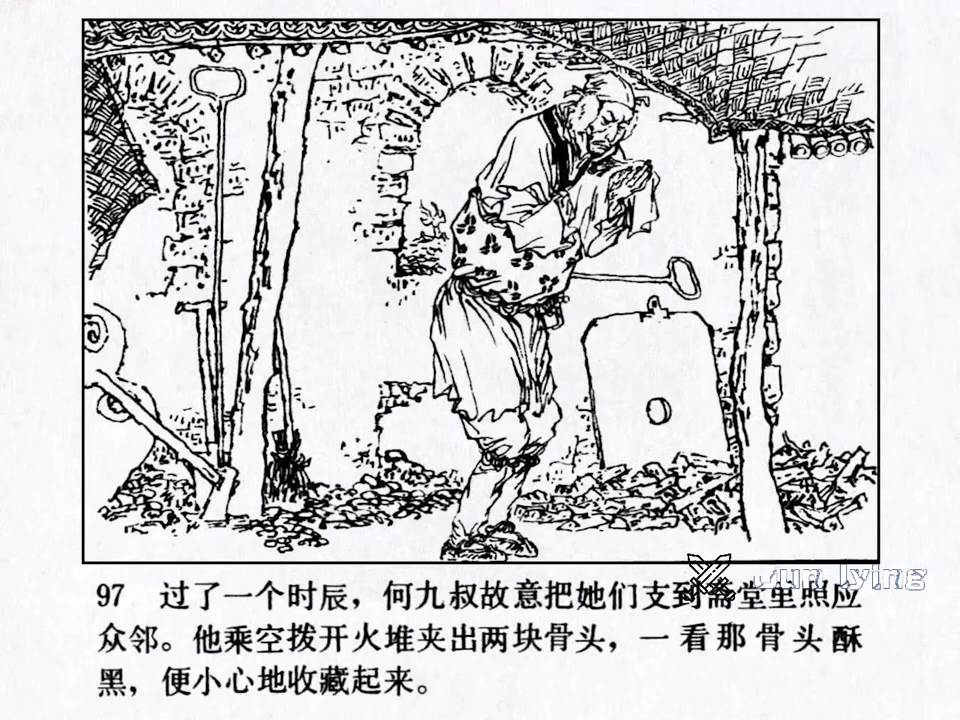 97 过了一个时辰，何九叔故意把她们支到斋堂里照应
众邻。他乘空拨开火堆夹出两块骨头，一看那骨头酥
黑，便小心地收藏起来。